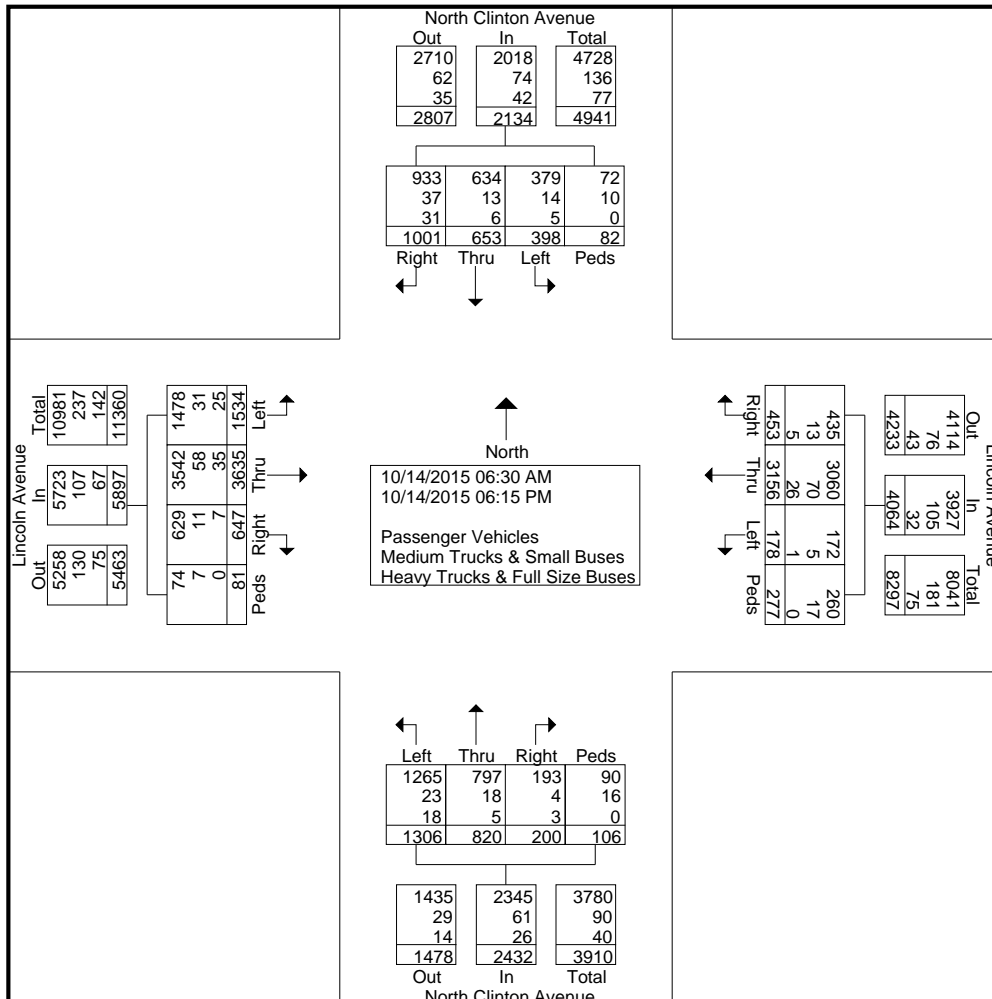 North Clinton Avenue
Out In Total
2710 2018 4728
62 74 136
35 42 77
2807 2134 4941
933 634 379 72
37 13 14 10
31 6 5 0
1001 653 398 82
Right Thru Left Peds
Lincoln Avenue
Total In Out
10981 5723 5258
237 107 130
142 67 75
11360 5897 5463
1478 3542 629 74
31 58 11 7
25 35 7 0
1534 3635 647 81
Left Thru Right Peds
North
10/14/2015 06:30 AM
10/14/2015 06:15 PM
Passenger Vehicles
Medium Trucks & Small Buses
Heavy Trucks & Full Size Buses
Lincoln Avenue
Out In Total
4114 3927 8041
76 105 181
43 32 75
4233 4064 8297
435 3060 172 260
13 70 5 17
5 26 1 0
453 3156 178 277
Right Thru Left Peds
Left Thru Right Peds
1265 797 193 90
23 18 4 16
18 5 3 0
1306 820 200 106
1435 2345 3780
29 61 90
14 26 40
1478 2432 3910
Out In Total
North Clinton Avenue